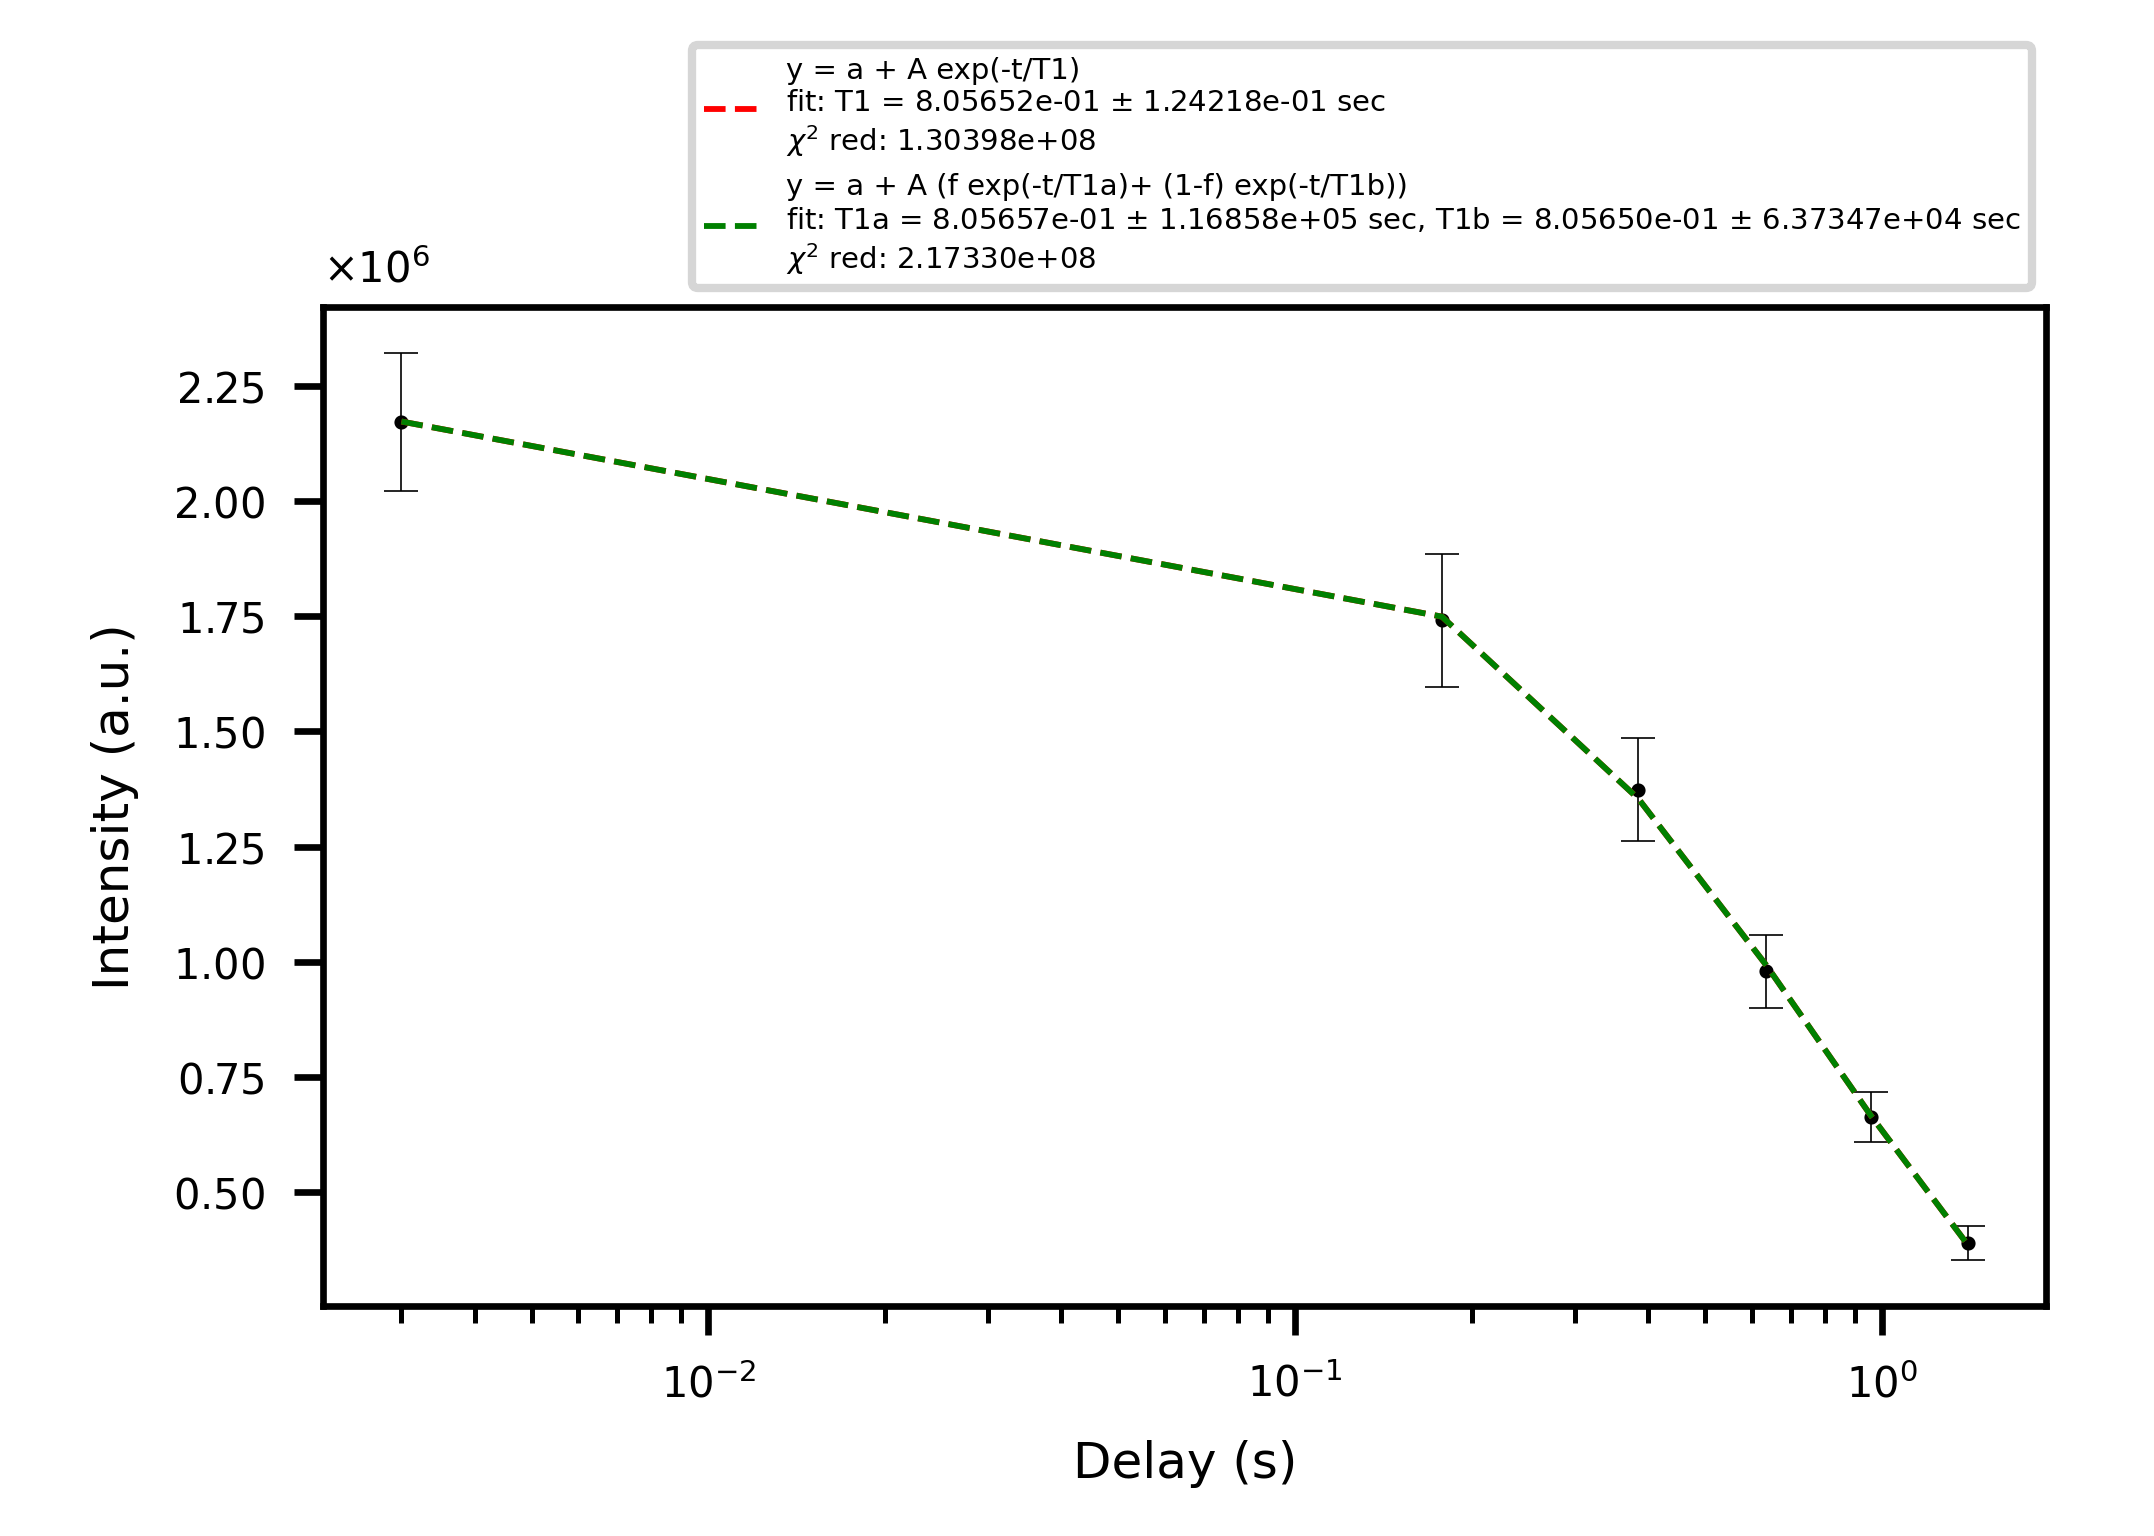 y = a + A exp(-t/T1)
fit: T1 = 8.05652e-01 ± 1.24218e-01 sec
χ² red: 1.30398e+08
y = a + A (f exp(-t/T1a)+ (1-f) exp(-t/T1b))
fit: T1a = 8.05657e-01 ± 1.16858e+05 sec, T1b = 8.05650e-01 ± 6.37347e+04 sec
χ² red: 2.17330e+08
×10⁶
2.25
2.00
1.75
1.50
1.25
1.00
0.75
0.50
Intensity (a.u.)
10⁻² 10⁻¹ 10⁰
Delay (s)